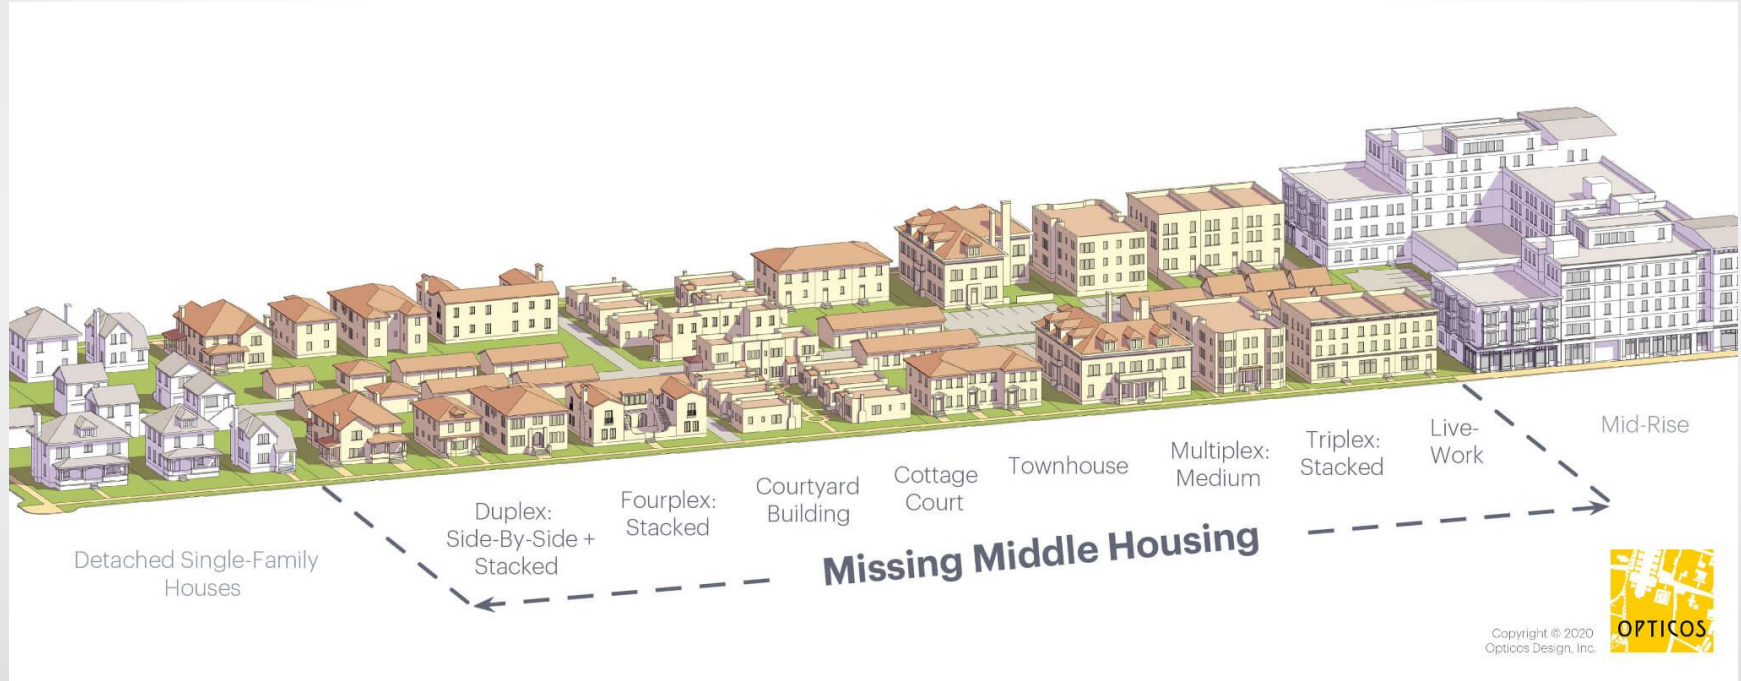 Detached Single-Family
Houses
Duplex:
Side-By-Side +
Stacked
Fourplex:
Stacked
Courtyard
Building
Cottage
Court
Townhouse
Multiplex:
Medium
Triplex:
Stacked
Live-
Work
Mid-Rise
Missing Middle Housing
Copyright © 2020
Opticos Design, Inc.
OPTICOS